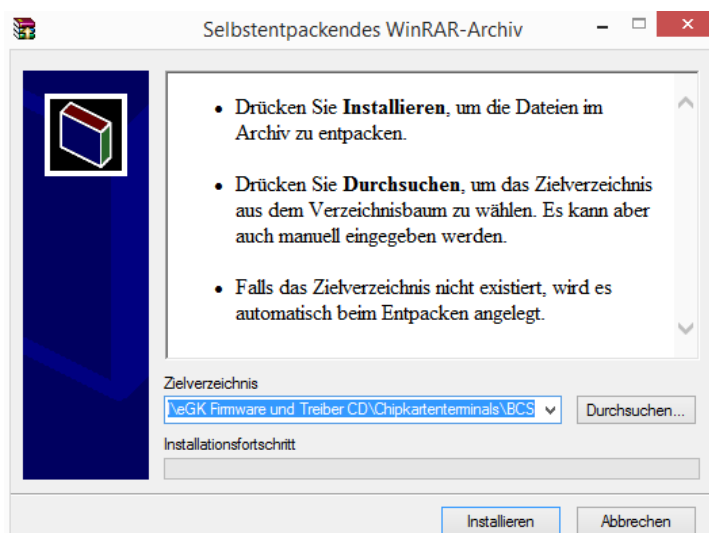 Selbstentpackendes WinRAR-Archiv
• Drücken Sie Installieren, um die Dateien im
Archiv zu entpacken.
• Drücken Sie Durchsuchen, um das Zielverzeichnis
aus dem Verzeichnisbaum zu wählen. Es kann aber
auch manuell eingegeben werden.
• Falls das Zielverzeichnis nicht existiert, wird es
automatisch beim Entpacken angelegt.
Zielverzeichnis
\eGK Firmware und Treiber CD\Chipkartenterminals\BCS
Durchsuchen...
Installationsfortschritt
Installieren
Abbrechen